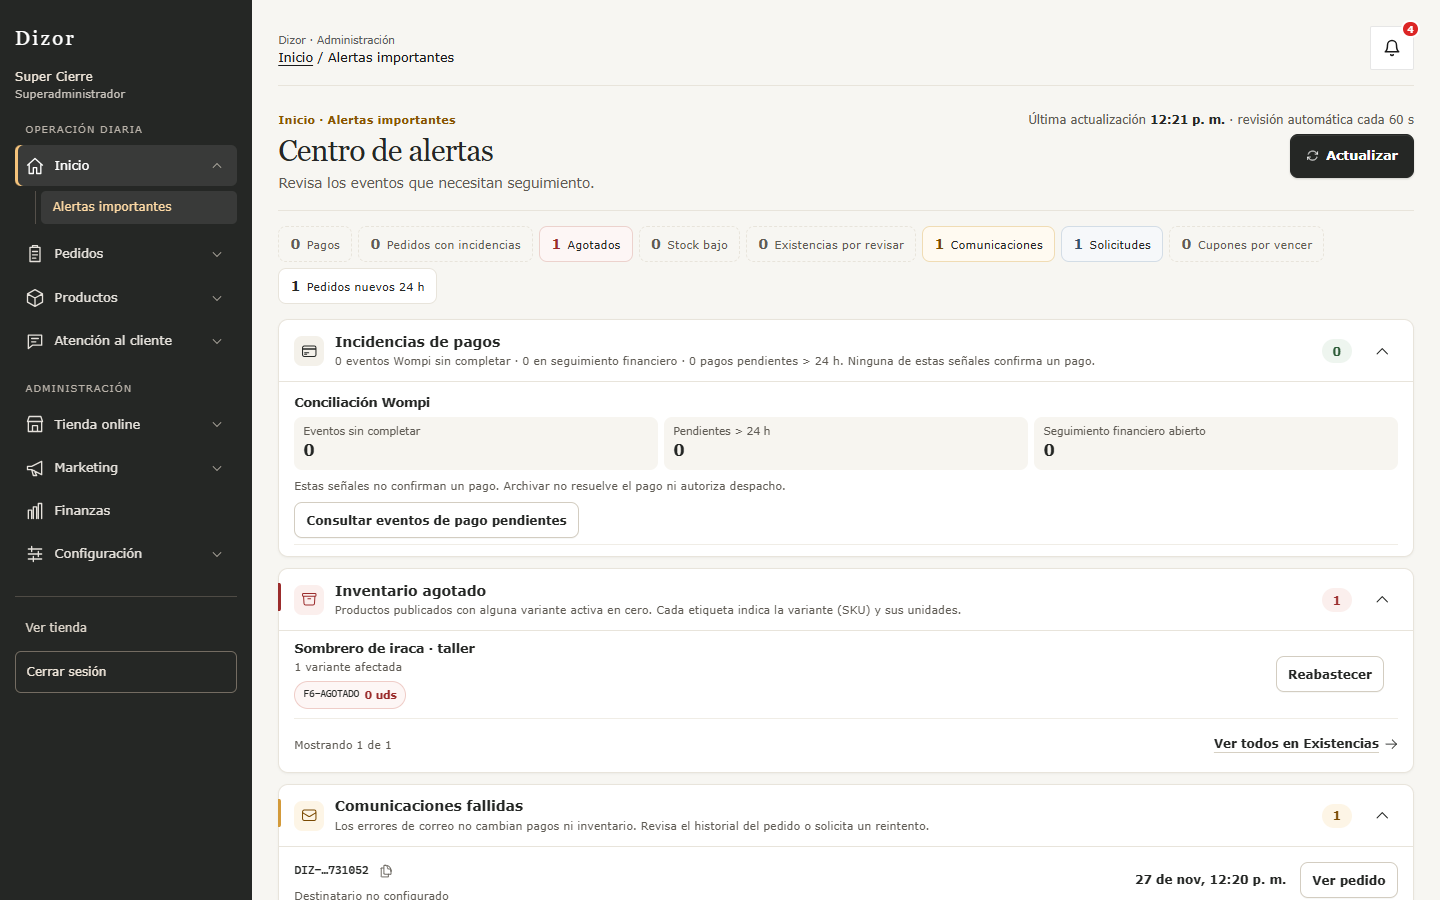 Dizor
Super Cierre
Superadministrador
OPERACIÓN DIARIA
Inicio
Alertas importantes
Pedidos
Productos
Atención al cliente
ADMINISTRACIÓN
Tienda online
Marketing
Finanzas
Configuración
Ver tienda
Cerrar sesión
Dizor · Administración
Inicio / Alertas importantes
4
Inicio · Alertas importantes
Centro de alertas
Revisa los eventos que necesitan seguimiento.
Última actualización 12:21 p. m. · revisión automática cada 60 s
Actualizar
0 Pagos
0 Pedidos con incidencias
1 Agotados
0 Stock bajo
0 Existencias por revisar
1 Comunicaciones
1 Solicitudes
0 Cupones por vencer
1 Pedidos nuevos 24 h
Incidencias de pagos
0 eventos Wompi sin completar · 0 en seguimiento financiero · 0 pagos pendientes > 24 h. Ninguna de estas señales confirma un pago.
0
Conciliación Wompi
Eventos sin completar
0
Pendientes > 24 h
0
Seguimiento financiero abierto
0
Estas señales no confirman un pago. Archivar no resuelve el pago ni autoriza despacho.
Consultar eventos de pago pendientes
Inventario agotado
Productos publicados con alguna variante activa en cero. Cada etiqueta indica la variante (SKU) y sus unidades.
1
Sombrero de iraca · taller
1 variante afectada
F6-AGOTADO 0 uds
Reabastecer
Mostrando 1 de 1
Ver todos en Existencias →
Comunicaciones fallidas
Los errores de correo no cambian pagos ni inventario. Revisa el historial del pedido o solicita un reintento.
1
DIZ-…731052
Destinatario no configurado
27 de nov, 12:20 p. m.
Ver pedido